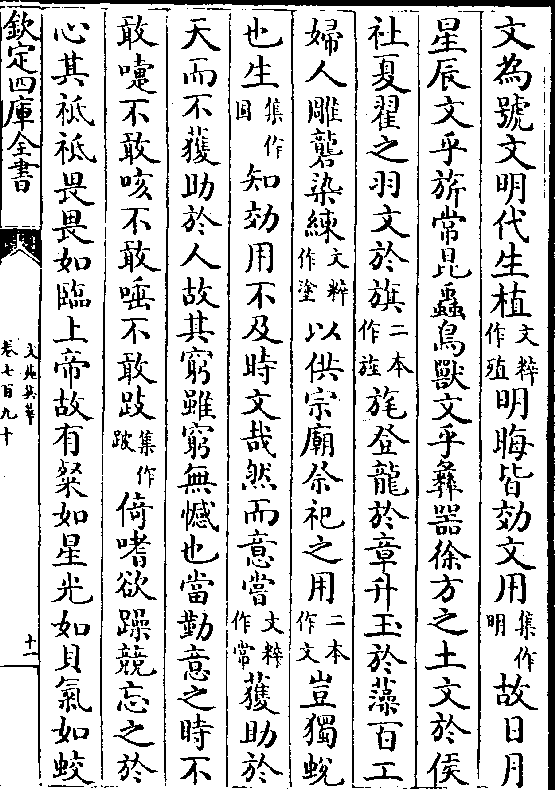 文為號文明代生植文粹作殖明晦皆効文用集作明故日月
星辰文乎旂常昆蟲鳥獸文乎彝器徐方之土文於侯
社夏翟之羽文於旗二本作旌旄登龍於章升玉於藻百工
婦人雕礱染練文粹作塗以供宗廟祭祀之用二本作文豈獨蛻
也生集作固知効用不及時文哉然而意嘗文粹作常獲助於
天而不獲助於人故其窮雖窮無憾也當勤意之時不
敢嚏不敢咳不敢唾不敢跂集作跛倚嗜欲躁競忘之於
心其祗祗畏畏如臨上帝故有粲如星光如貝氣如蛟
欽定四庫全書
文苑英華
卷七百九十
十一